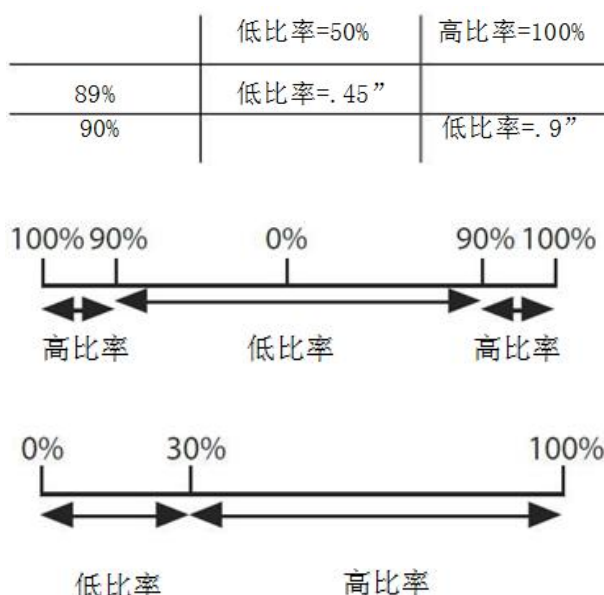 低比率=50% 高比率=100%
89% 低比率=.45”
90% 低比率=.9”
100% 90% 0% 90% 100%
高比率 低比率 高比率
0% 30% 100%
低比率 高比率